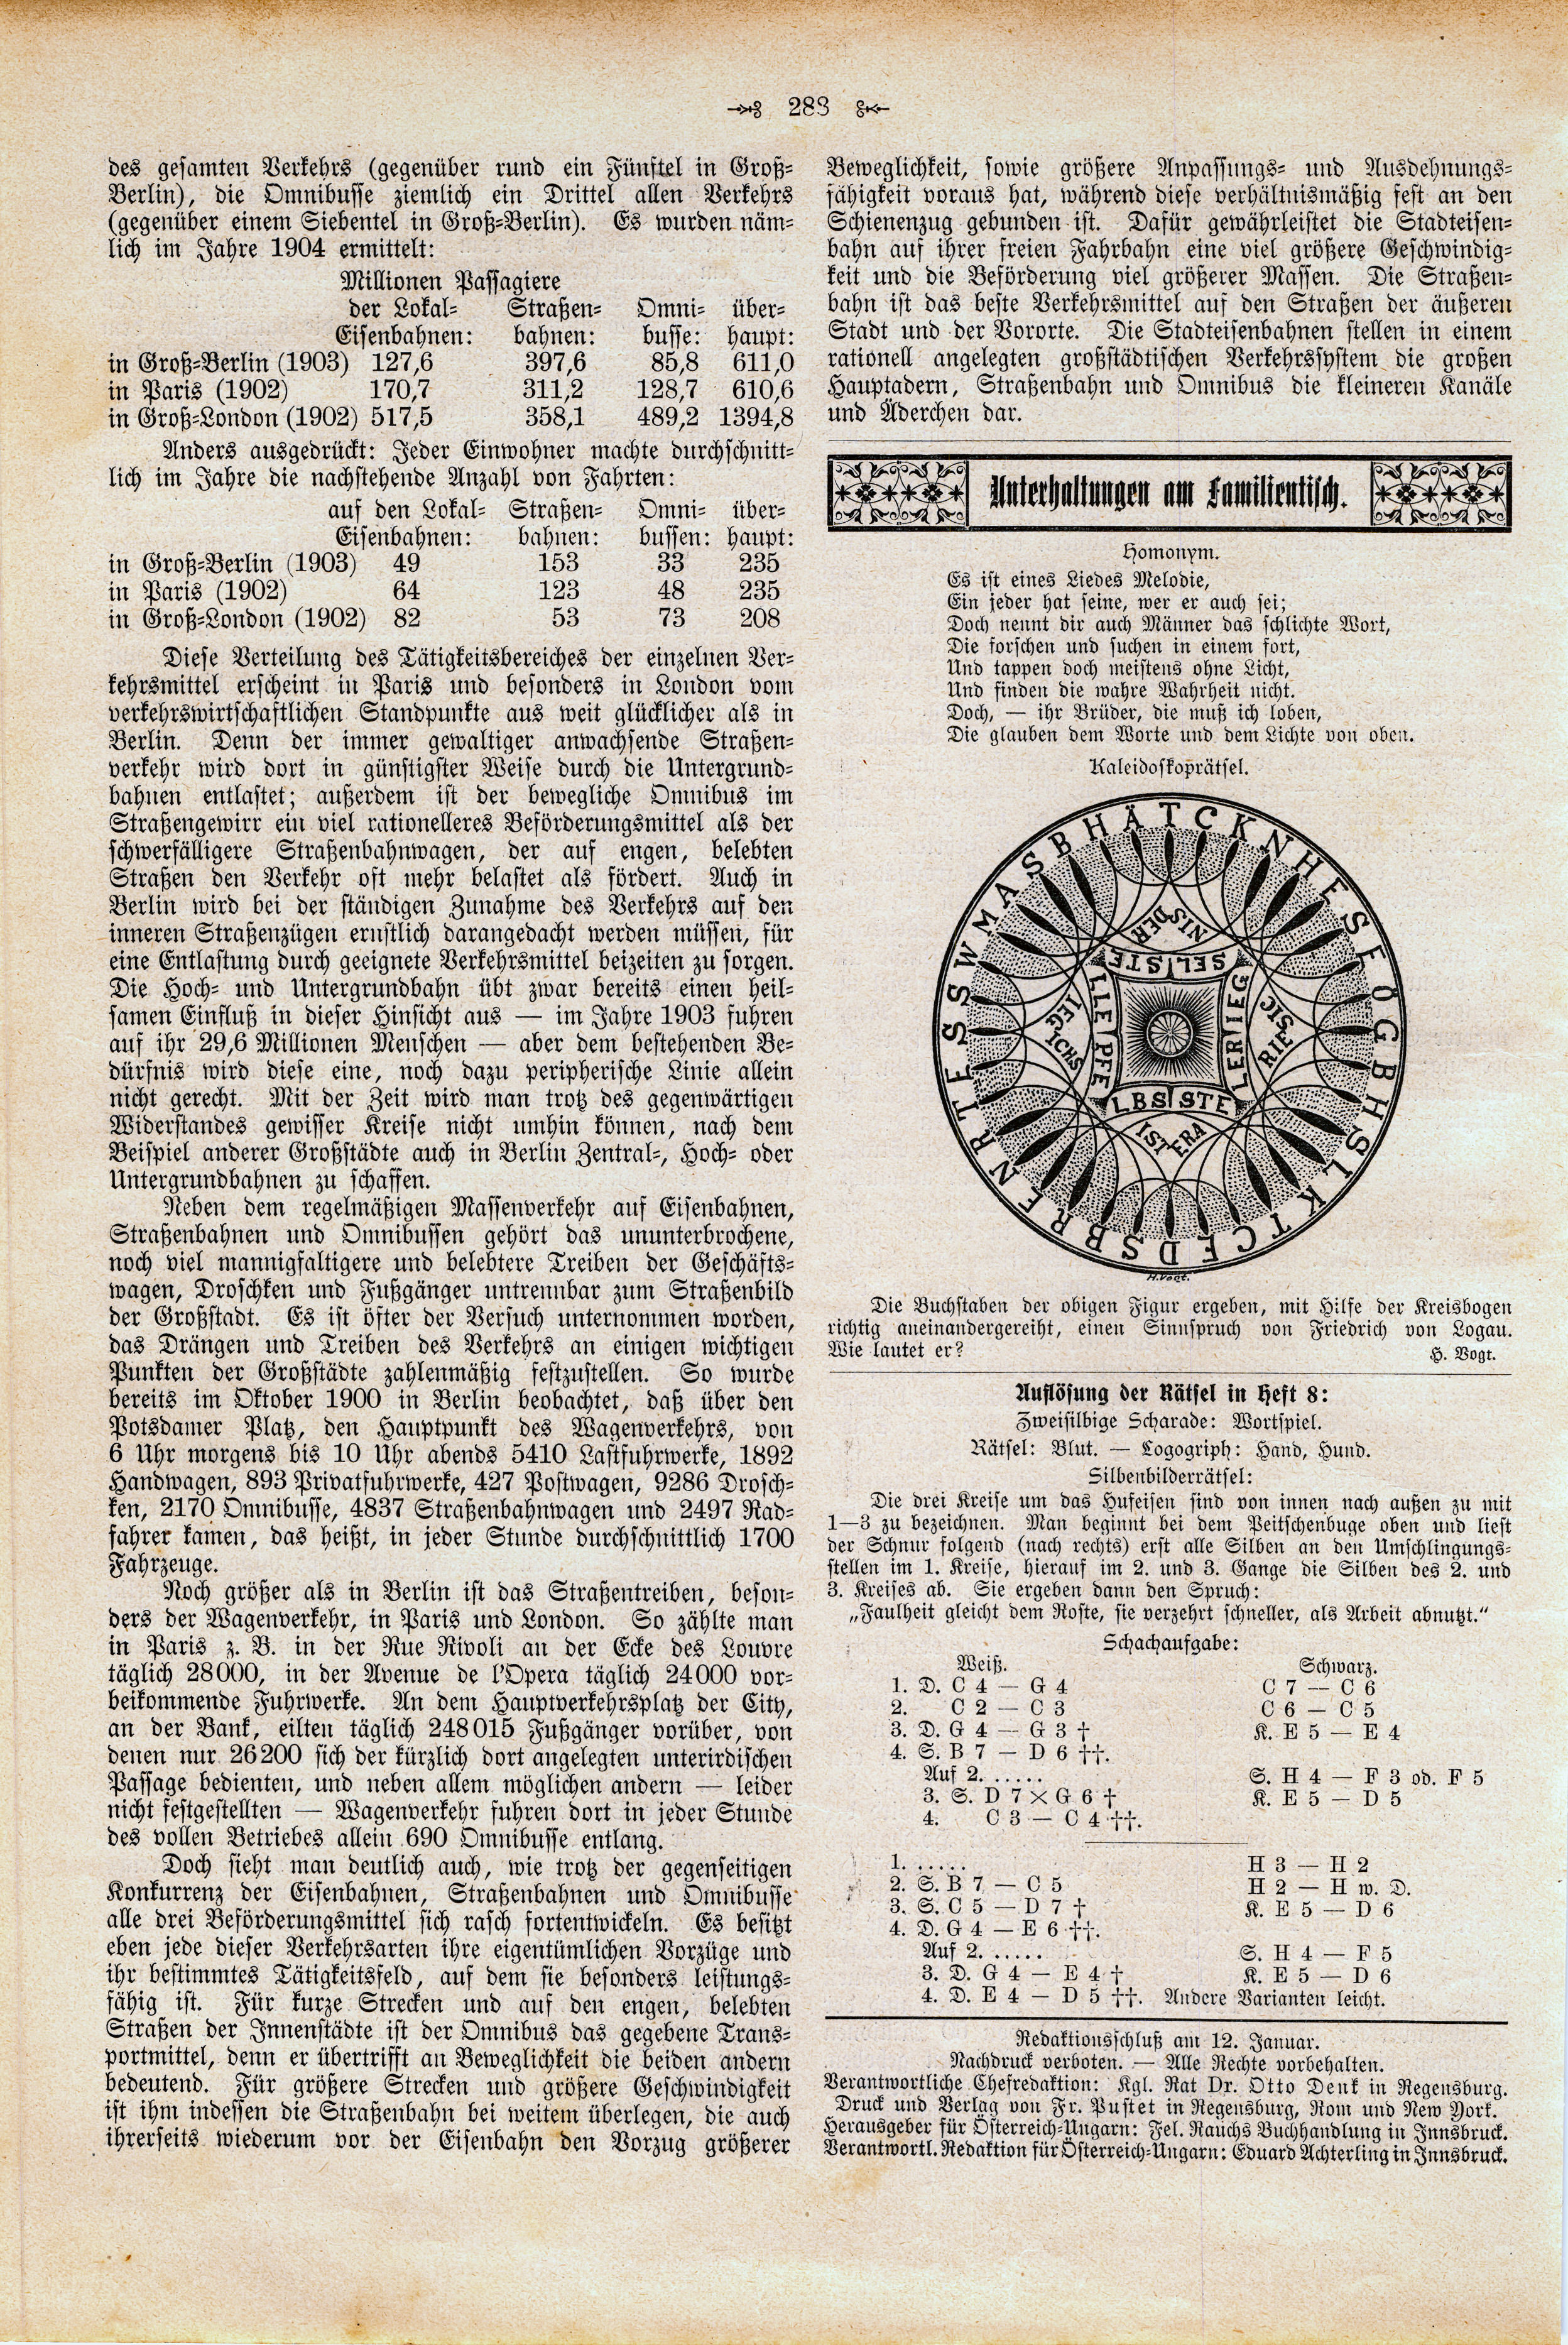 283
des gesamten Verkehrs (gegenüber rund ein Fünftel in Groß-
Berlin), die Omnibusse ziemlich ein Drittel allen Verkehrs
(gegenüber einem Siebentel in Groß-Berlin). Es wurden näm-
lich im Jahre 1904 ermittelt:
Millionen Passagiere
der Lokal- Straßen- Omni- über-
Eisenbahnen: bahnen: busse: haupt:
in Groß-Berlin (1903) 127,6 397,6 85,8 611,0
in Paris (1902) 170,7 311,2 128,7 610,6
in Groß-London (1902) 517,5 358,1 489,2 1394,8
Anders ausgedrückt: Jeder Einwohner machte durchschnitt-
lich im Jahre die nachstehende Anzahl von Fahrten:
auf den Lokal- Straßen- Omni- über-
Eisenbahnen: bahnen: bussen: haupt:
in Groß-Berlin (1903) 49 153 33 235
in Paris (1902) 64 123 48 235
in Groß-London (1902) 82 53 73 208
Diese Verteilung des Tätigkeitsbereiches der einzelnen Ver-
kehrsmittel erscheint in Paris und besonders in London vom
verkehrswirtschaftlichen Standpunkte aus weit glücklicher als in
Berlin. Denn der immer gewaltiger anwachsende Straßen-
verkehr wird dort in günstigster Weise durch die Untergrund-
bahnen entlastet; außerdem ist der bewegliche Omnibus im
Straßengewirr ein viel rationelleres Beförderungsmittel als der
schwerfälligere Straßenbahnwagen, der auf engen, belebten
Straßen den Verkehr oft mehr belastet als fördert. Auch in
Berlin wird bei der ständigen Zunahme des Verkehrs auf den
inneren Straßenzügen ernstlich darangedacht werden müssen, für
eine Entlastung durch geeignete Verkehrsmittel beizeiten zu sorgen.
Die Hoch- und Untergrundbahn übt zwar bereits einen heil-
samen Einfluß in dieser Hinsicht aus — im Jahre 1903 fuhren
auf ihr 29,6 Millionen Menschen — aber dem bestehenden Be-
dürfnis wird diese eine, noch dazu peripherische Linie allein
nicht gerecht. Mit der Zeit wird man trotz des gegenwärtigen
Widerstandes gewisser Kreise nicht umhin können, nach dem
Beispiel anderer Großstädte auch in Berlin Zentral-, Hoch- oder
Untergrundbahnen zu schaffen.
Neben dem regelmäßigen Massenverkehr auf Eisenbahnen,
Straßenbahnen und Omnibussen gehört das ununterbrochene,
noch viel mannigfaltigere und belebtere Treiben der Geschäfts-
wagen, Droschken und Fußgänger untrennbar zum Straßenbild
der Großstadt. Es ist öfter der Versuch unternommen worden,
das Drängen und Treiben des Verkehrs an einigen wichtigen
Punkten der Großstädte zahlenmäßig festzustellen. So wurde
bereits im Oktober 1900 in Berlin beobachtet, daß über den
Potsdamer Platz, den Hauptpunkt des Wagenverkehrs, von
6 Uhr morgens bis 10 Uhr abends 5410 Lastfuhrwerke, 1892
Handwagen, 893 Privatfuhrwerke, 427 Postwagen, 9286 Drosch-
ken, 2170 Omnibusse, 4837 Straßenbahnwagen und 2497 Rad-
fahrer kamen, das heißt, in jeder Stunde durchschnittlich 1700
Fahrzeuge.
Noch größer als in Berlin ist das Straßentreiben, beson-
ders der Wagenverkehr, in Paris und London. So zählte man
in Paris z. B. in der Rue Rivoli an der Ecke des Louvre
täglich 28000, in der Avenue de l'Opera täglich 24000 vor-
beikommende Fuhrwerke. An dem Hauptverkehrsplatz der City,
an der Bank, eilten täglich 248015 Fußgänger vorüber, von
denen nur 26200 sich der kürzlich dort angelegten unterirdischen
Passage bedienten, und neben allem möglichen andern — leider
nicht festgestellten — Wagenverkehr fuhren dort in jeder Stunde
des vollen Betriebes allein 690 Omnibusse entlang.
Doch sieht man deutlich auch, wie trotz der gegenseitigen
Konkurrenz der Eisenbahnen, Straßenbahnen und Omnibusse
alle drei Beförderungsmittel sich rasch fortentwickeln. Es besitzt
eben jede dieser Verkehrsarten ihre eigentümlichen Vorzüge und
ihr bestimmtes Tätigkeitsfeld, auf dem sie besonders leistungs-
fähig ist. Für kurze Strecken und auf den engen, belebten
Straßen der Innenstädte ist der Omnibus das gegebene Trans-
portmittel, denn er übertrifft an Beweglichkeit die beiden andern
bedeutend. Für größere Strecken und größere Geschwindigkeit
ist ihm indessen die Straßenbahn bei weitem überlegen, die auch
ihrerseits wiederum vor der Eisenbahn den Vorzug größerer
Beweglichkeit, sowie größere Anpassungs- und Ausdehnungs-
fähigkeit voraus hat, während diese verhältnismäßig fest an den
Schienenzug gebunden ist. Dafür gewährleistet die Stadteisen-
bahn auf ihrer freien Fahrbahn eine viel größere Geschwindig-
keit und die Beförderung viel größerer Massen. Die Straßen-
bahn ist das beste Verkehrsmittel auf den Straßen der äußeren
Stadt und der Vororte. Die Stadteisenbahnen stellen in einem
rationell angelegten großstädtischen Verkehrssystem die großen
Hauptadern, Straßenbahn und Omnibus die kleineren Kanäle
und Äderchen dar.
Unterhaltungen am Familientisch.
Homonym.
Es ist eines Liedes Melodie,
Ein jeder hat seine, wer er auch sei;
Doch nennt dir auch Männer das schlichte Wort,
Die forschen und suchen in einem fort,
Und tappen doch meistens ohne Licht,
Und finden die wahre Wahrheit nicht.
Doch, — ihr Brüder, die muß ich loben,
Die glauben dem Worte und dem Lichte von oben.
Kaleidoskoprätsel.
BHÄTCKNHESFÖGBHSLKTCEDSBRENRTESSWMAS
DER NIS
STE SEL
LLE PFE
IEG LER
IEG ICHS
SIC RIE
LBS STE
IST ERA
H. Vogt.
Die Buchstaben der obigen Figur ergeben, mit Hilfe der Kreisbogen
richtig aneinandergereiht, einen Sinnspruch von Friedrich von Logau.
Wie lautet er? H. Vogt.
Auflösung der Rätsel in Heft 8:
Zweisilbige Scharade: Wortspiel.
Rätsel: Blut. — Logogriph: Hand, Hund.
Silbenbilderrätsel:
Die drei Kreise um das Hufeisen sind von innen nach außen zu mit
1—3 zu bezeichnen. Man beginnt bei dem Peitschenbuge oben und liest
der Schnur folgend (nach rechts) erst alle Silben an den Umschlingungs-
stellen im 1. Kreise, hierauf im 2. und 3. Gange die Silben des 2. und
3. Kreises ab. Sie ergeben dann den Spruch:
„Faulheit gleicht dem Roste, sie verzehrt schneller, als Arbeit abnutzt."
Schachaufgabe:
Weiß. Schwarz.
1. D. C 4 — G 4 C 7 — C 6
2. C 2 — C 3 C 6 — C 5
3. D. G 4 — G 3 † K. E 5 — E 4
4. S. B 7 — D 6 ††.
Auf 2. . . . . . S. H 4 — F 3 od. F 5
3. S. D 7 × G 6 † K. E 5 — D 5
4. C 3 — C 4 ††.
1. . . . . . H 3 — H 2
2. S. B 7 — C 5 H 2 — H w. D.
3. S. C 5 — D 7 † K. E 5 — D 6
4. D. G 4 — E 6 ††.
Auf 2. . . . . . S. H 4 — F 5
3. D. G 4 — E 4 † K. E 5 — D 6
4. D. E 4 — D 5 ††. Andere Varianten leicht.
Redaktionsschluß am 12. Januar.
Nachdruck verboten. — Alle Rechte vorbehalten.
Verantwortliche Chefredaktion: Kgl. Rat Dr. Otto Denk in Regensburg.
Druck und Verlag von Fr. Pustet in Regensburg, Rom und New York.
Herausgeber für Österreich-Ungarn: Fel. Rauchs Buchhandlung in Innsbruck.
Verantwortl. Redaktion für Österreich-Ungarn: Eduard Achterling in Innsbruck.